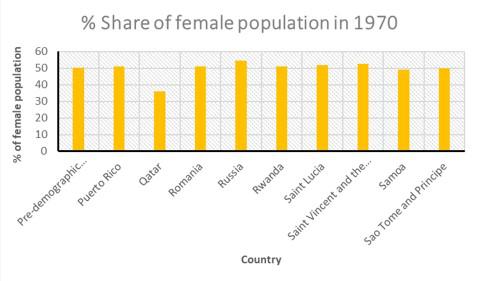 % Share of female population in 1970
% of female population
60
50
40
30
20
10
0
Pre-demographic...
Puerto Rico
Qatar
Romania
Russia
Rwanda
Saint Lucia
Saint Vincent and the...
Samoa
Sao Tome and Principe
Country